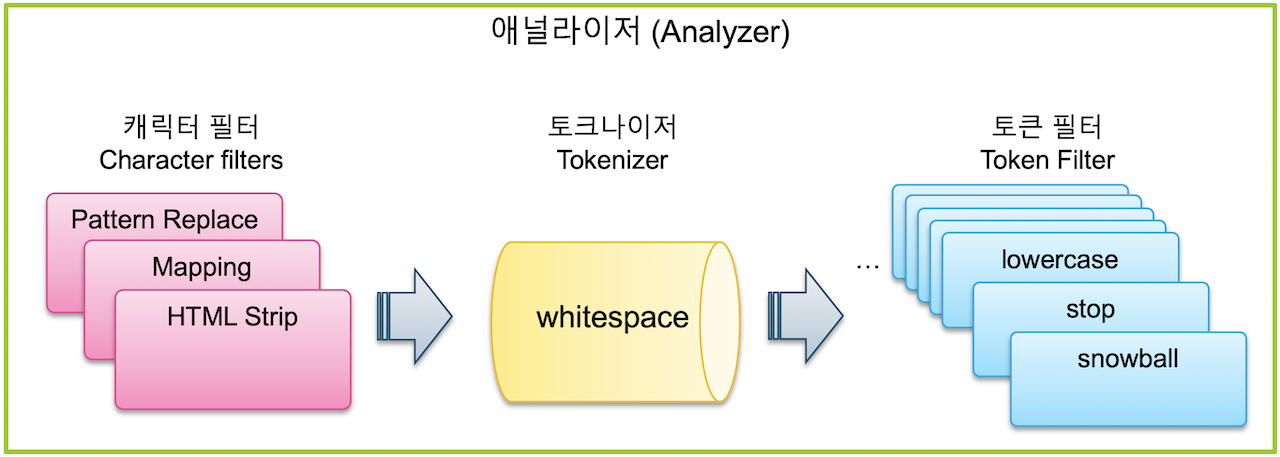 애널라이저 (Analyzer)
캐릭터 필터
Character filters
Pattern Replace
Mapping
HTML Strip
토크나이저
Tokenizer
whitespace
토큰 필터
Token Filter
...
lowercase
stop
snowball